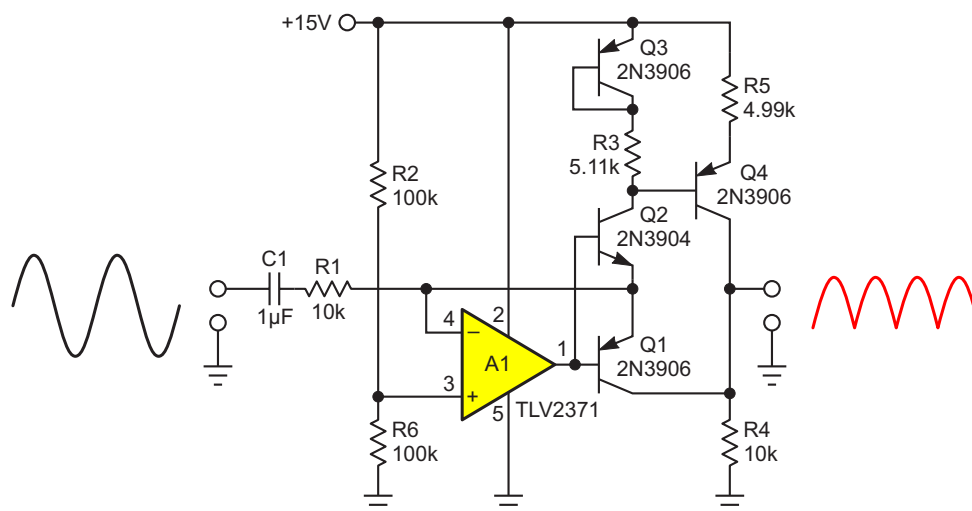 +15V
Q3
2N3906
R5
4.99k
R3
5.11k
Q4
2N3906
R2
100k
Q2
2N3904
C1
1µF
R1
10k
4
−
2
A1
1
3
+
5
TLV2371
Q1
2N3906
R6
100k
R4
10k